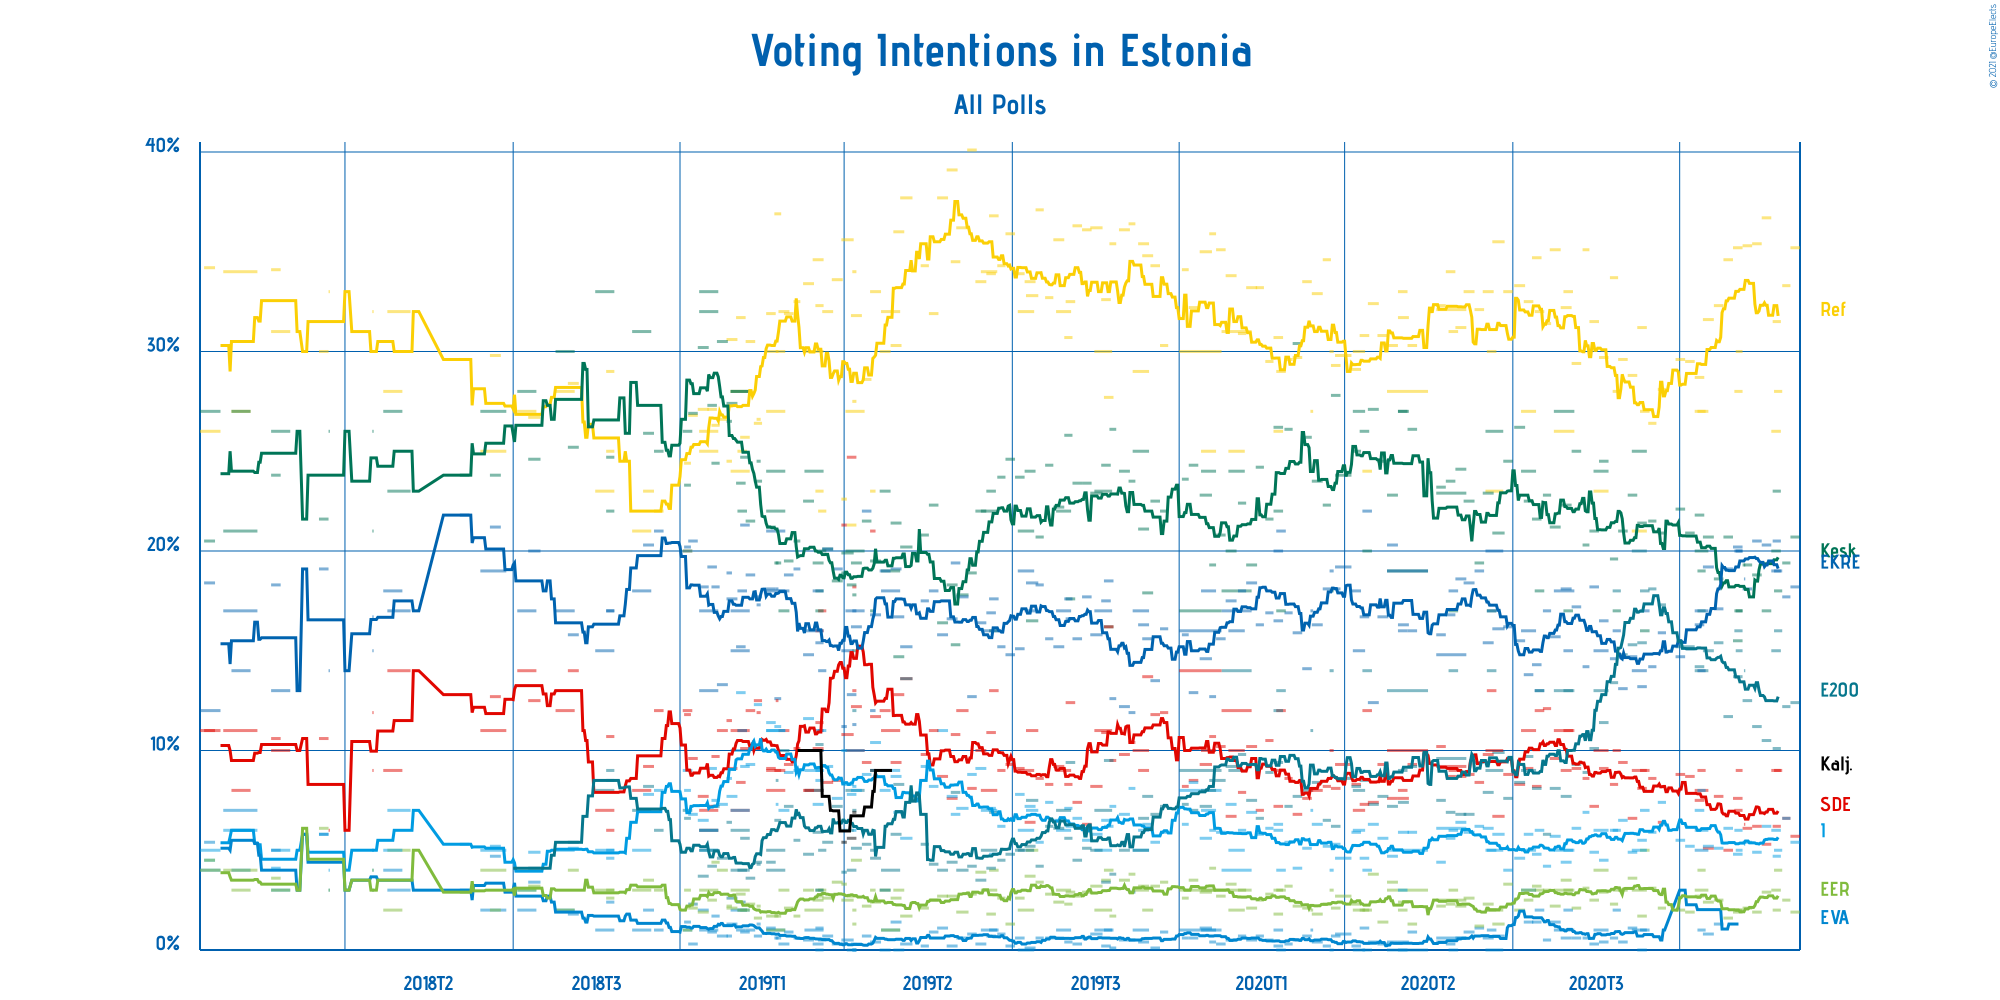 Voting Intentions in Estonia
All Polls
© 2021 @EuropeElects
40%
30%
20%
10%
0%
Ref
Kesk
EKRE
E200
Kalj.
SDE
I
EER
EVA
2018T2
2018T3
2019T1
2019T2
2019T3
2020T1
2020T2
2020T3